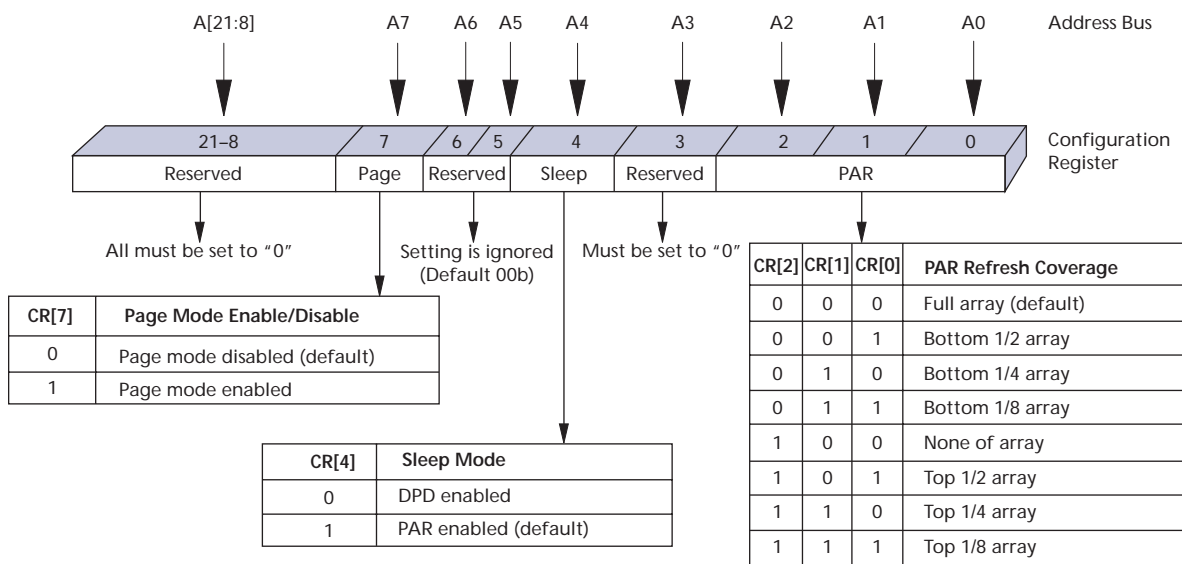 A[21:8] A7 A6 A5 A4 A3 A2 A1 A0 Address Bus
21–8 7 6 5 4 3 2 1 0 Configuration
Register
Reserved Page Reserved Sleep Reserved PAR
All must be set to "0"
Setting is ignored
(Default 00b)
Must be set to "0"
CR[7] Page Mode Enable/Disable
0 Page mode disabled (default)
1 Page mode enabled
CR[4] Sleep Mode
0 DPD enabled
1 PAR enabled (default)
CR[2] CR[1] CR[0] PAR Refresh Coverage
0 0 0 Full array (default)
0 0 1 Bottom 1/2 array
0 1 0 Bottom 1/4 array
0 1 1 Bottom 1/8 array
1 0 0 None of array
1 0 1 Top 1/2 array
1 1 0 Top 1/4 array
1 1 1 Top 1/8 array